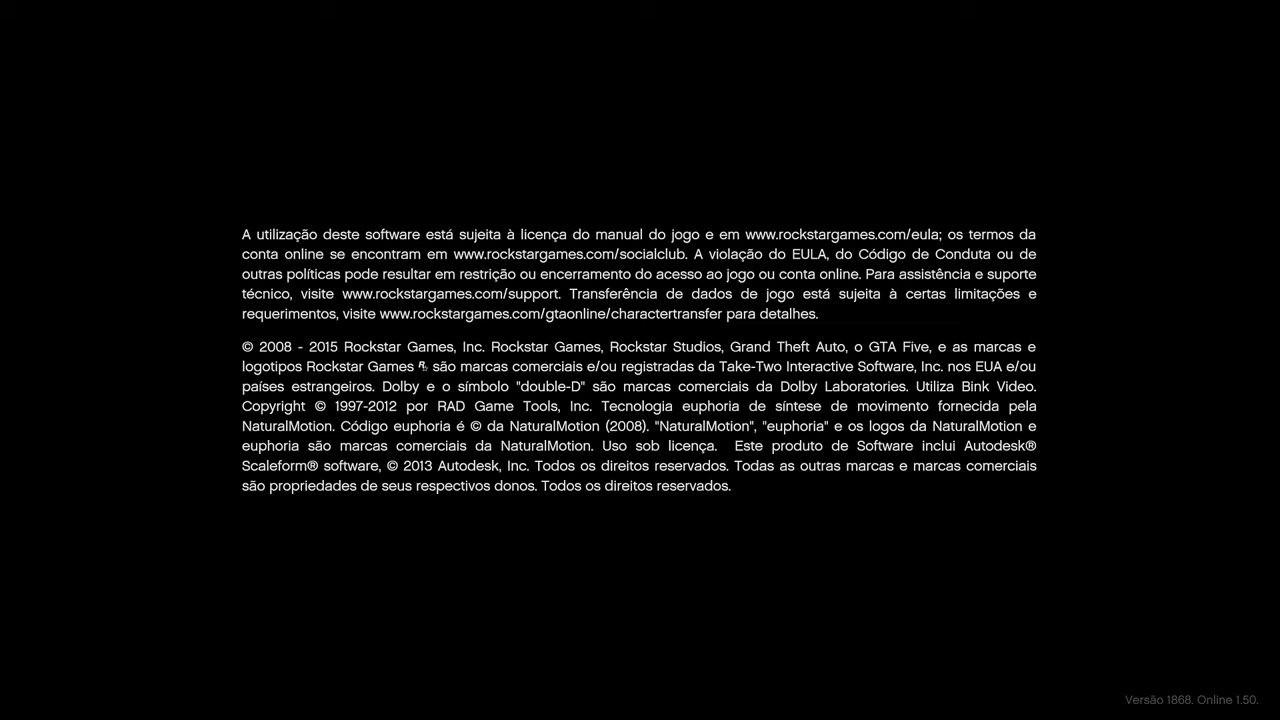 A utilização deste software está sujeita à licença do manual do jogo e em www.rockstargames.com/eula; os termos da
conta online se encontram em www.rockstargames.com/socialclub. A violação do EULA, do Código de Conduta ou de
outras políticas pode resultar em restrição ou encerramento do acesso ao jogo ou conta online. Para assistência e suporte
técnico, visite www.rockstargames.com/support. Transferência de dados de jogo está sujeita à certas limitações e
requerimentos, visite www.rockstargames.com/gtaonline/charactertransfer para detalhes.
© 2008 - 2015 Rockstar Games, Inc. Rockstar Games, Rockstar Studios, Grand Theft Auto, o GTA Five, e as marcas e
logotipos Rockstar Games R* são marcas comerciais e/ou registradas da Take-Two Interactive Software, Inc. nos EUA e/ou
países estrangeiros. Dolby e o símbolo "double-D" são marcas comerciais da Dolby Laboratories. Utiliza Bink Video.
Copyright © 1997-2012 por RAD Game Tools, Inc. Tecnologia euphoria de síntese de movimento fornecida pela
NaturalMotion. Código euphoria é © da NaturalMotion (2008). "NaturalMotion", "euphoria" e os logos da NaturalMotion e
euphoria são marcas comerciais da NaturalMotion. Uso sob licença. Este produto de Software inclui Autodesk®
Scaleform® software, © 2013 Autodesk, Inc. Todos os direitos reservados. Todas as outras marcas e marcas comerciais
são propriedades de seus respectivos donos. Todos os direitos reservados.
Versão 1868. Online 1.50.